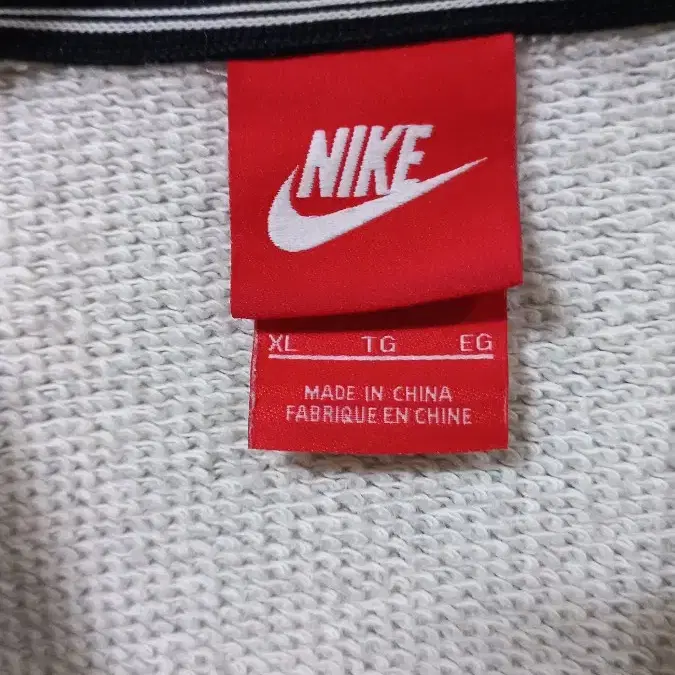 NIKE
XL TG EG
MADE IN CHINA
FABRIQUE EN CHINE